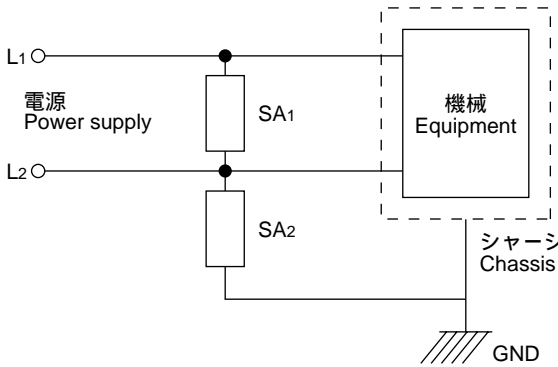 L1
電源
Power supply
SA1
機械
Equipment
L2
SA2
シャーシ
Chassis
GND